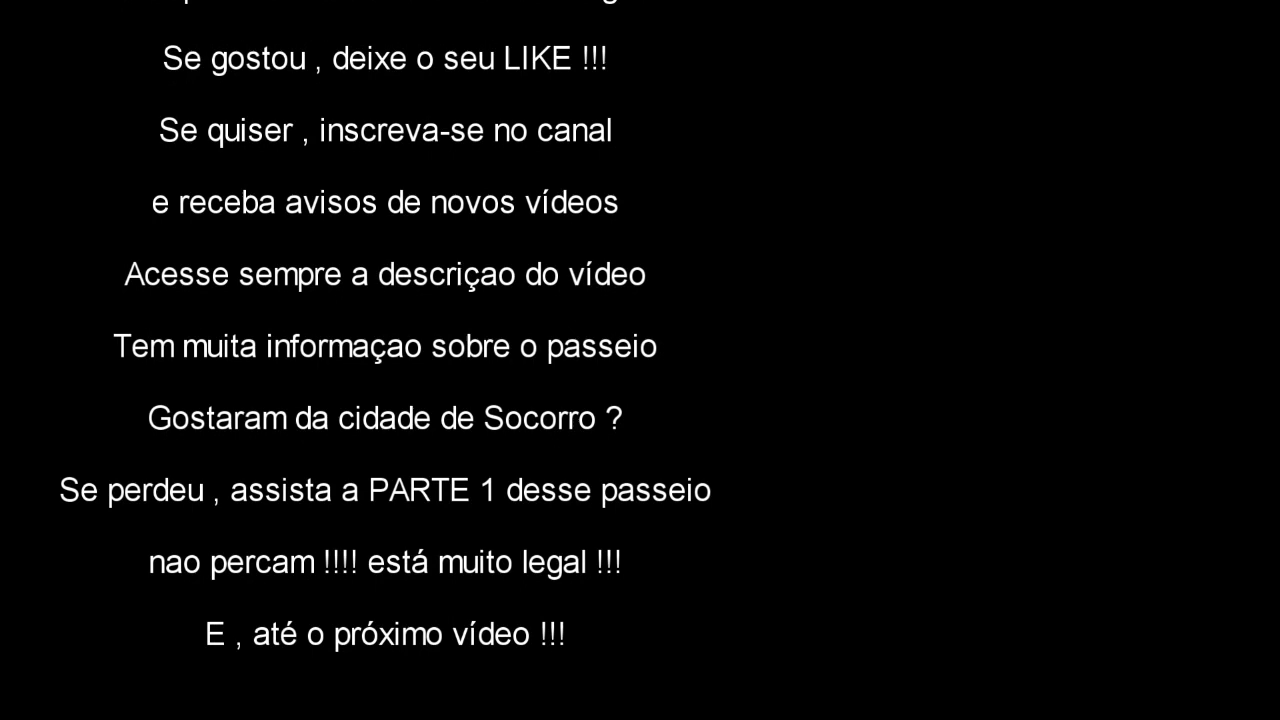 Se gostou , deixe o seu LIKE !!!
Se quiser , inscreva-se no canal
e receba avisos de novos vídeos
Acesse sempre a descriçao do vídeo
Tem muita informaçao sobre o passeio
Gostaram da cidade de Socorro ?
Se perdeu , assista a PARTE 1 desse passeio
nao percam !!!! está muito legal !!!
E , até o próximo vídeo !!!